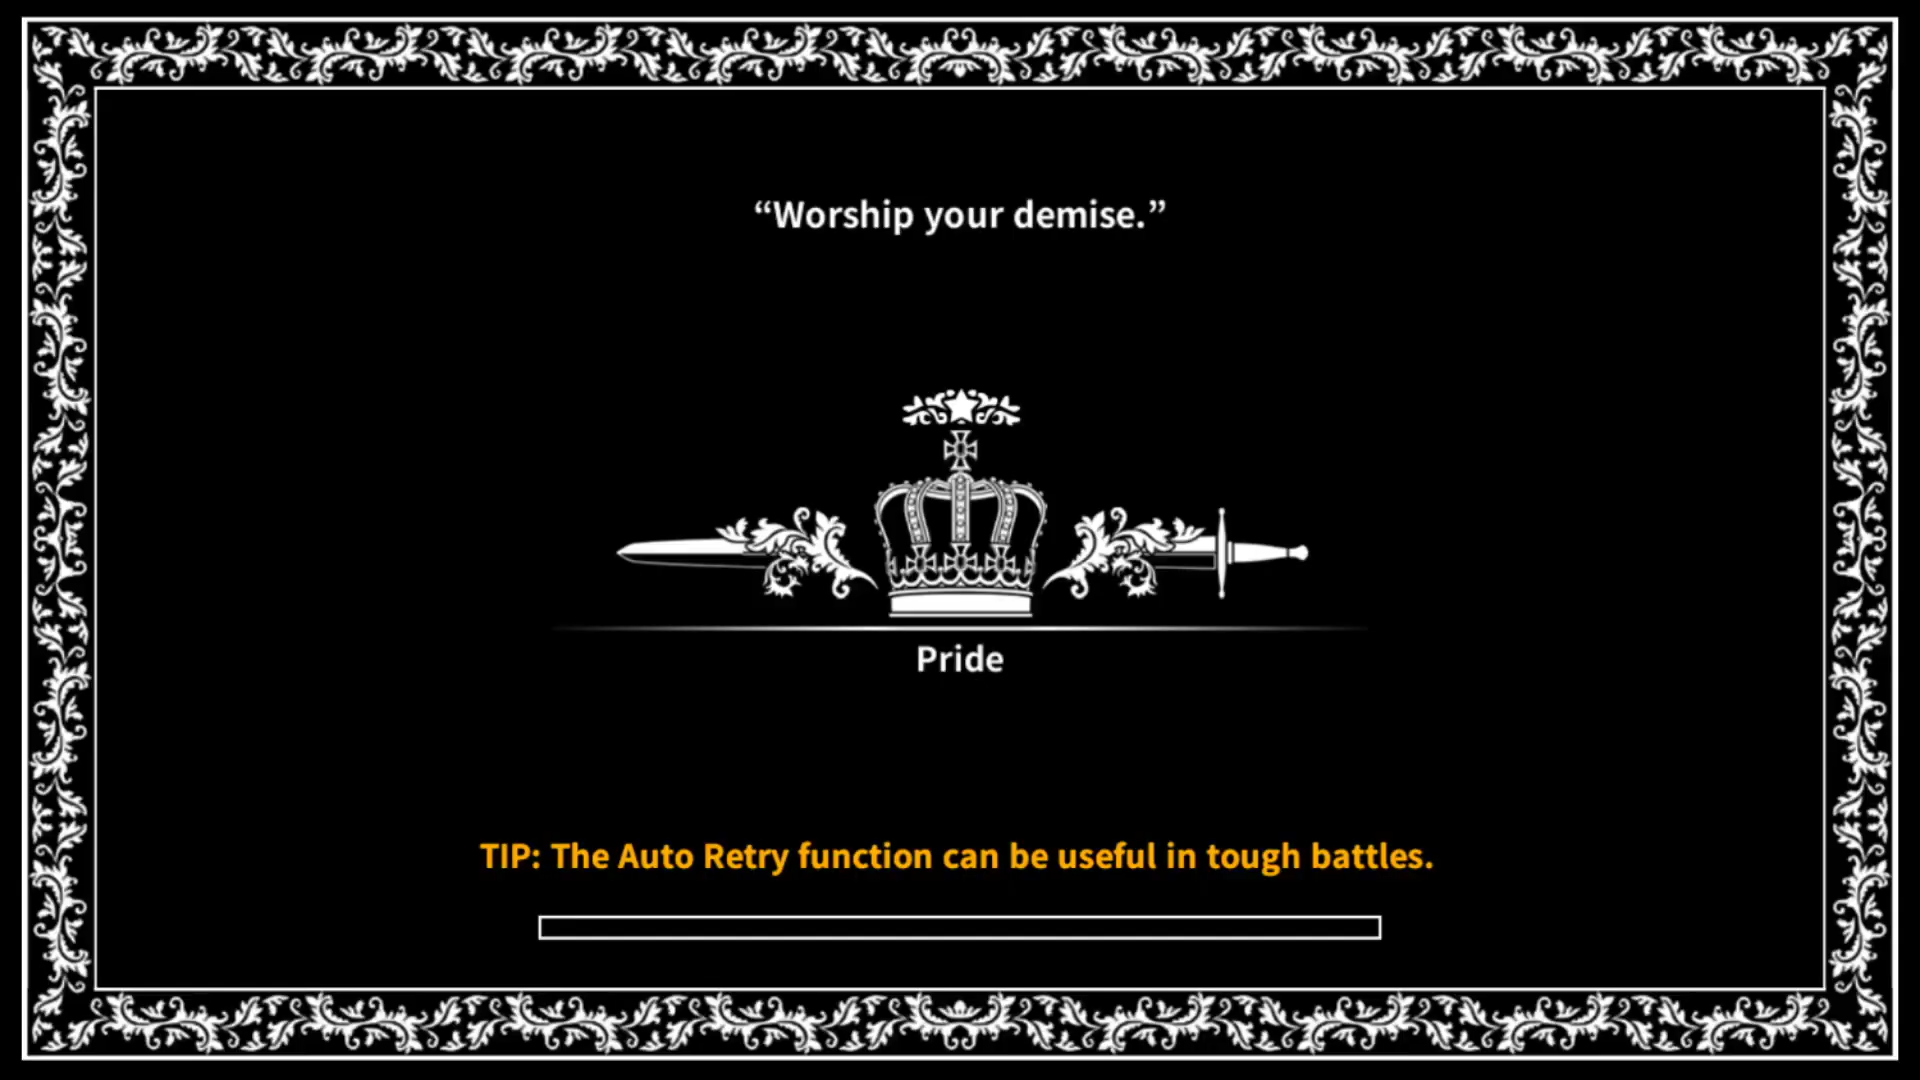 “Worship your demise.”
Pride
TIP: The Auto Retry function can be useful in tough battles.